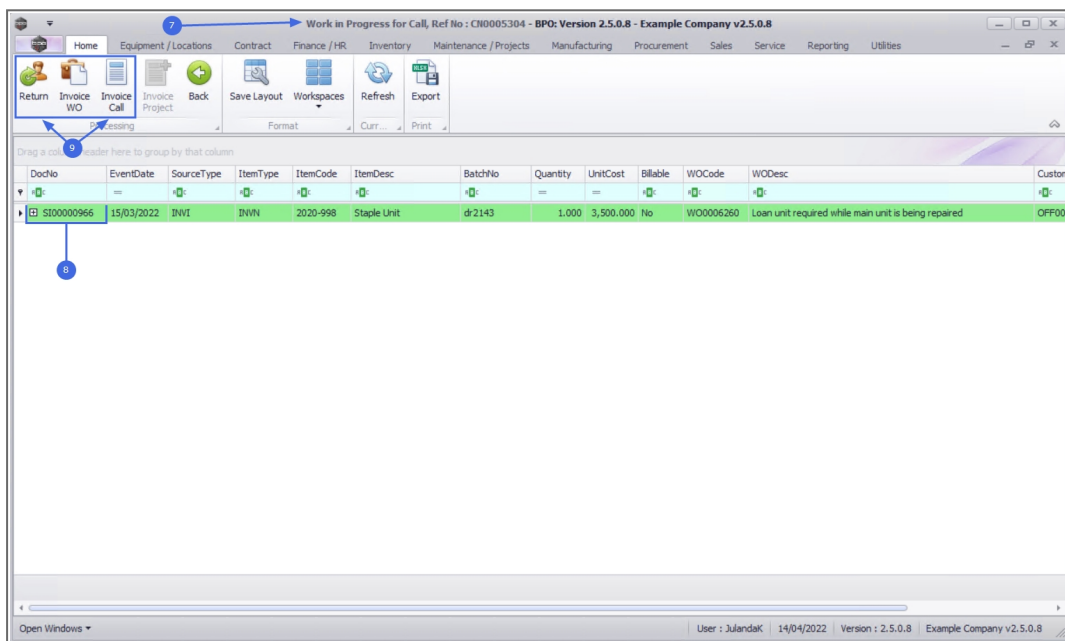 7
Work in Progress for Call, Ref No : CN0005304 - BPO: Version 2.5.0.8 - Example Company v2.5.0.8
Home Equipment / Locations Contract Finance / HR Inventory Maintenance / Projects Manufacturing Procurement Sales Service Reporting Utilities
Return Invoice WO Invoice Call Invoice Project Back Save Layout Workspaces Refresh Export
Processing Format Curr... Print
9
Drag a column header here to group by that column
DocNo EventDate SourceType ItemType ItemCode ItemDesc BatchNo Quantity UnitCost Billable WOCode WODesc Custom
SI00000966 15/03/2022 INVI INVN 2020-998 Staple Unit dr2143 1.000 3,500.000 No WO0006260 Loan unit required while main unit is being repaired OFF00
8
Open Windows User : JulandaK 14/04/2022 Version : 2.5.0.8 Example Company v2.5.0.8